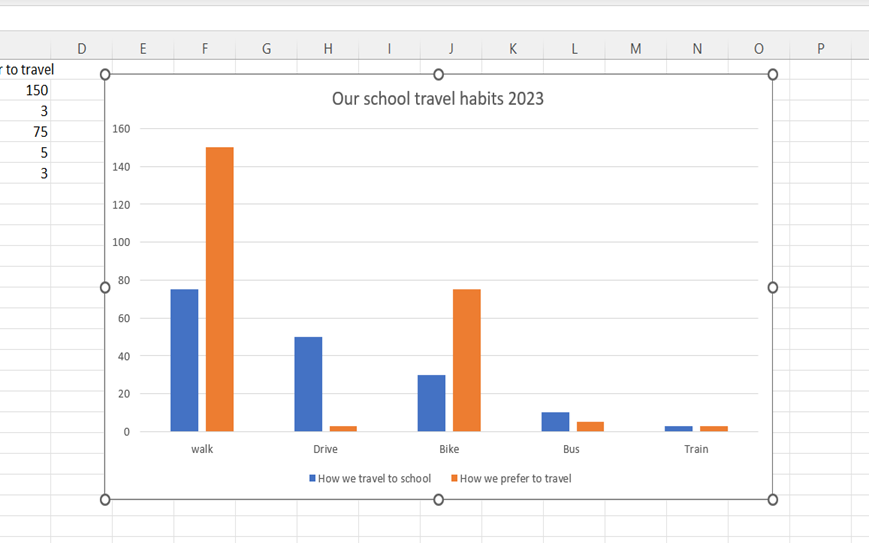 D E F G H I J K L M N O P
r to travel
150
3
75
5
3
Our school travel habits 2023
160
140
120
100
80
60
40
20
0
walk Drive Bike Bus Train
How we travel to school How we prefer to travel